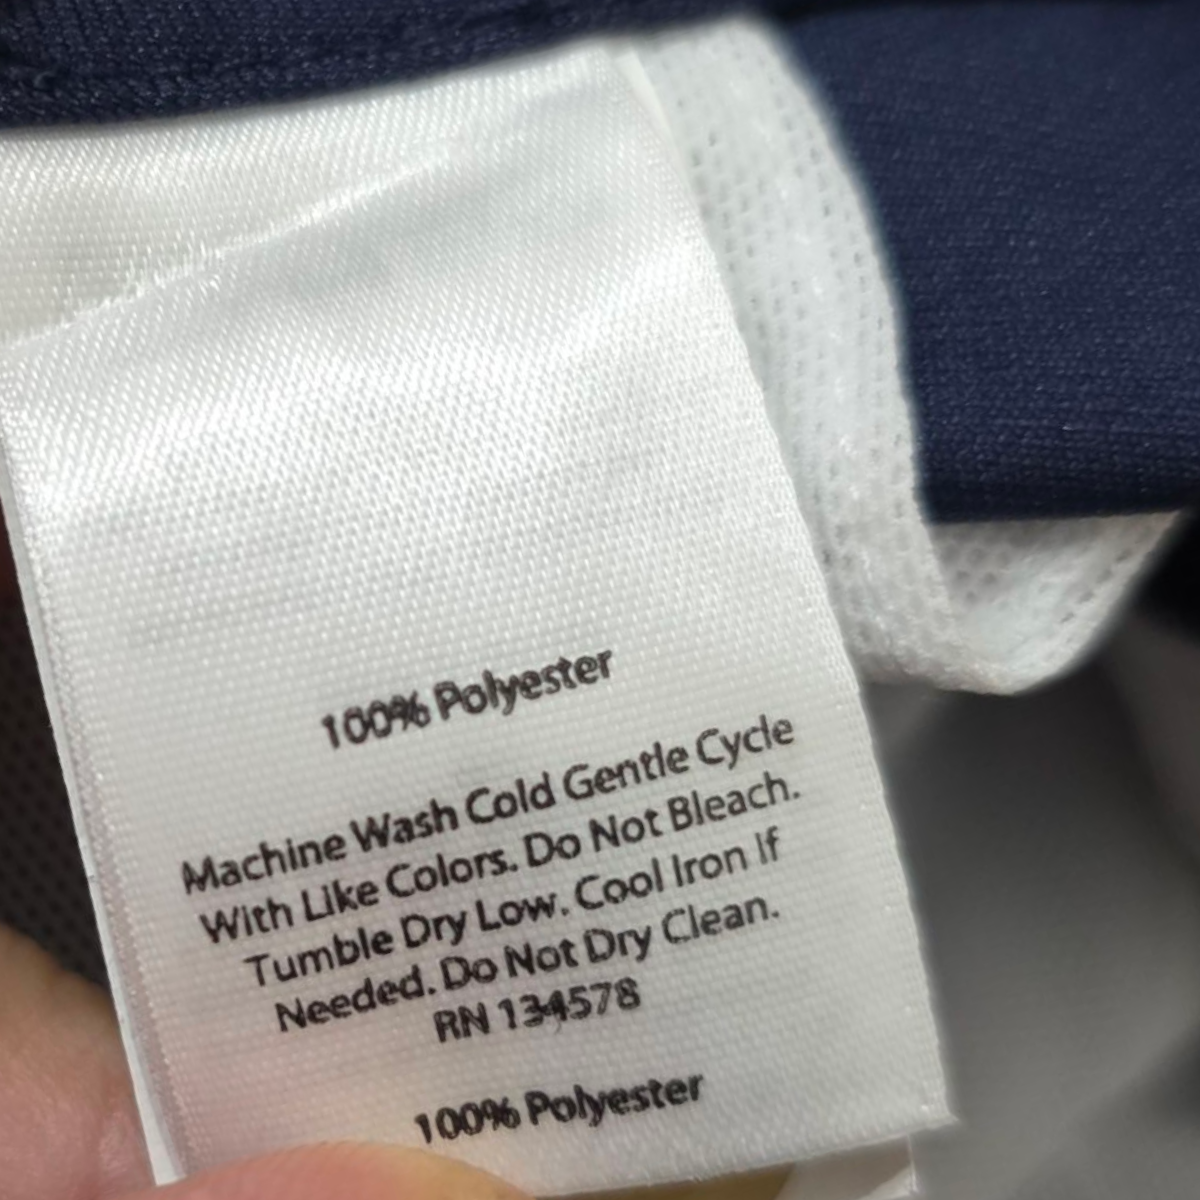 100% Polyester
Machine Wash Cold Gentle Cycle
With Like Colors. Do Not Bleach.
Tumble Dry Low. Cool Iron If
Needed. Do Not Dry Clean.
RN 134578
100% Polyester